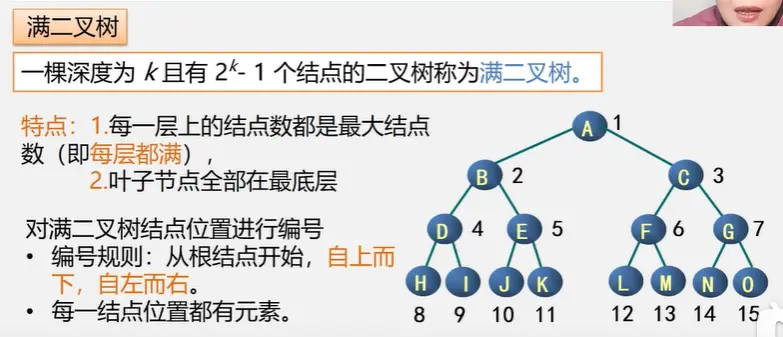 满二叉树
一棵深度为 k 且有 2ᵏ- 1 个结点的二叉树称为满二叉树。
特点：1.每一层上的结点数都是最大结点
数（即每层都满），
2.叶子节点全部在最底层
对满二叉树结点位置进行编号
• 编号规则：从根结点开始，自上而
下，自左而右。
• 每一结点位置都有元素。
A 1
B 2 C 3
D 4 E 5 F 6 G 7
H I J K L M N O
8 9 10 11 12 13 14 15